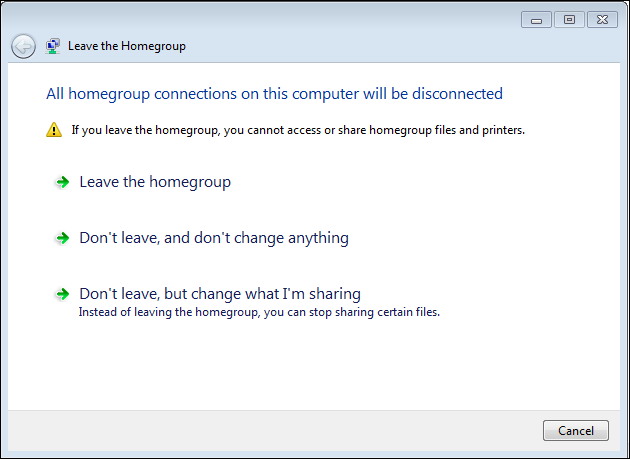 Leave the Homegroup
All homegroup connections on this computer will be disconnected
If you leave the homegroup, you cannot access or share homegroup files and printers.
Leave the homegroup
Don't leave, and don't change anything
Don't leave, but change what I'm sharing
Instead of leaving the homegroup, you can stop sharing certain files.
Cancel